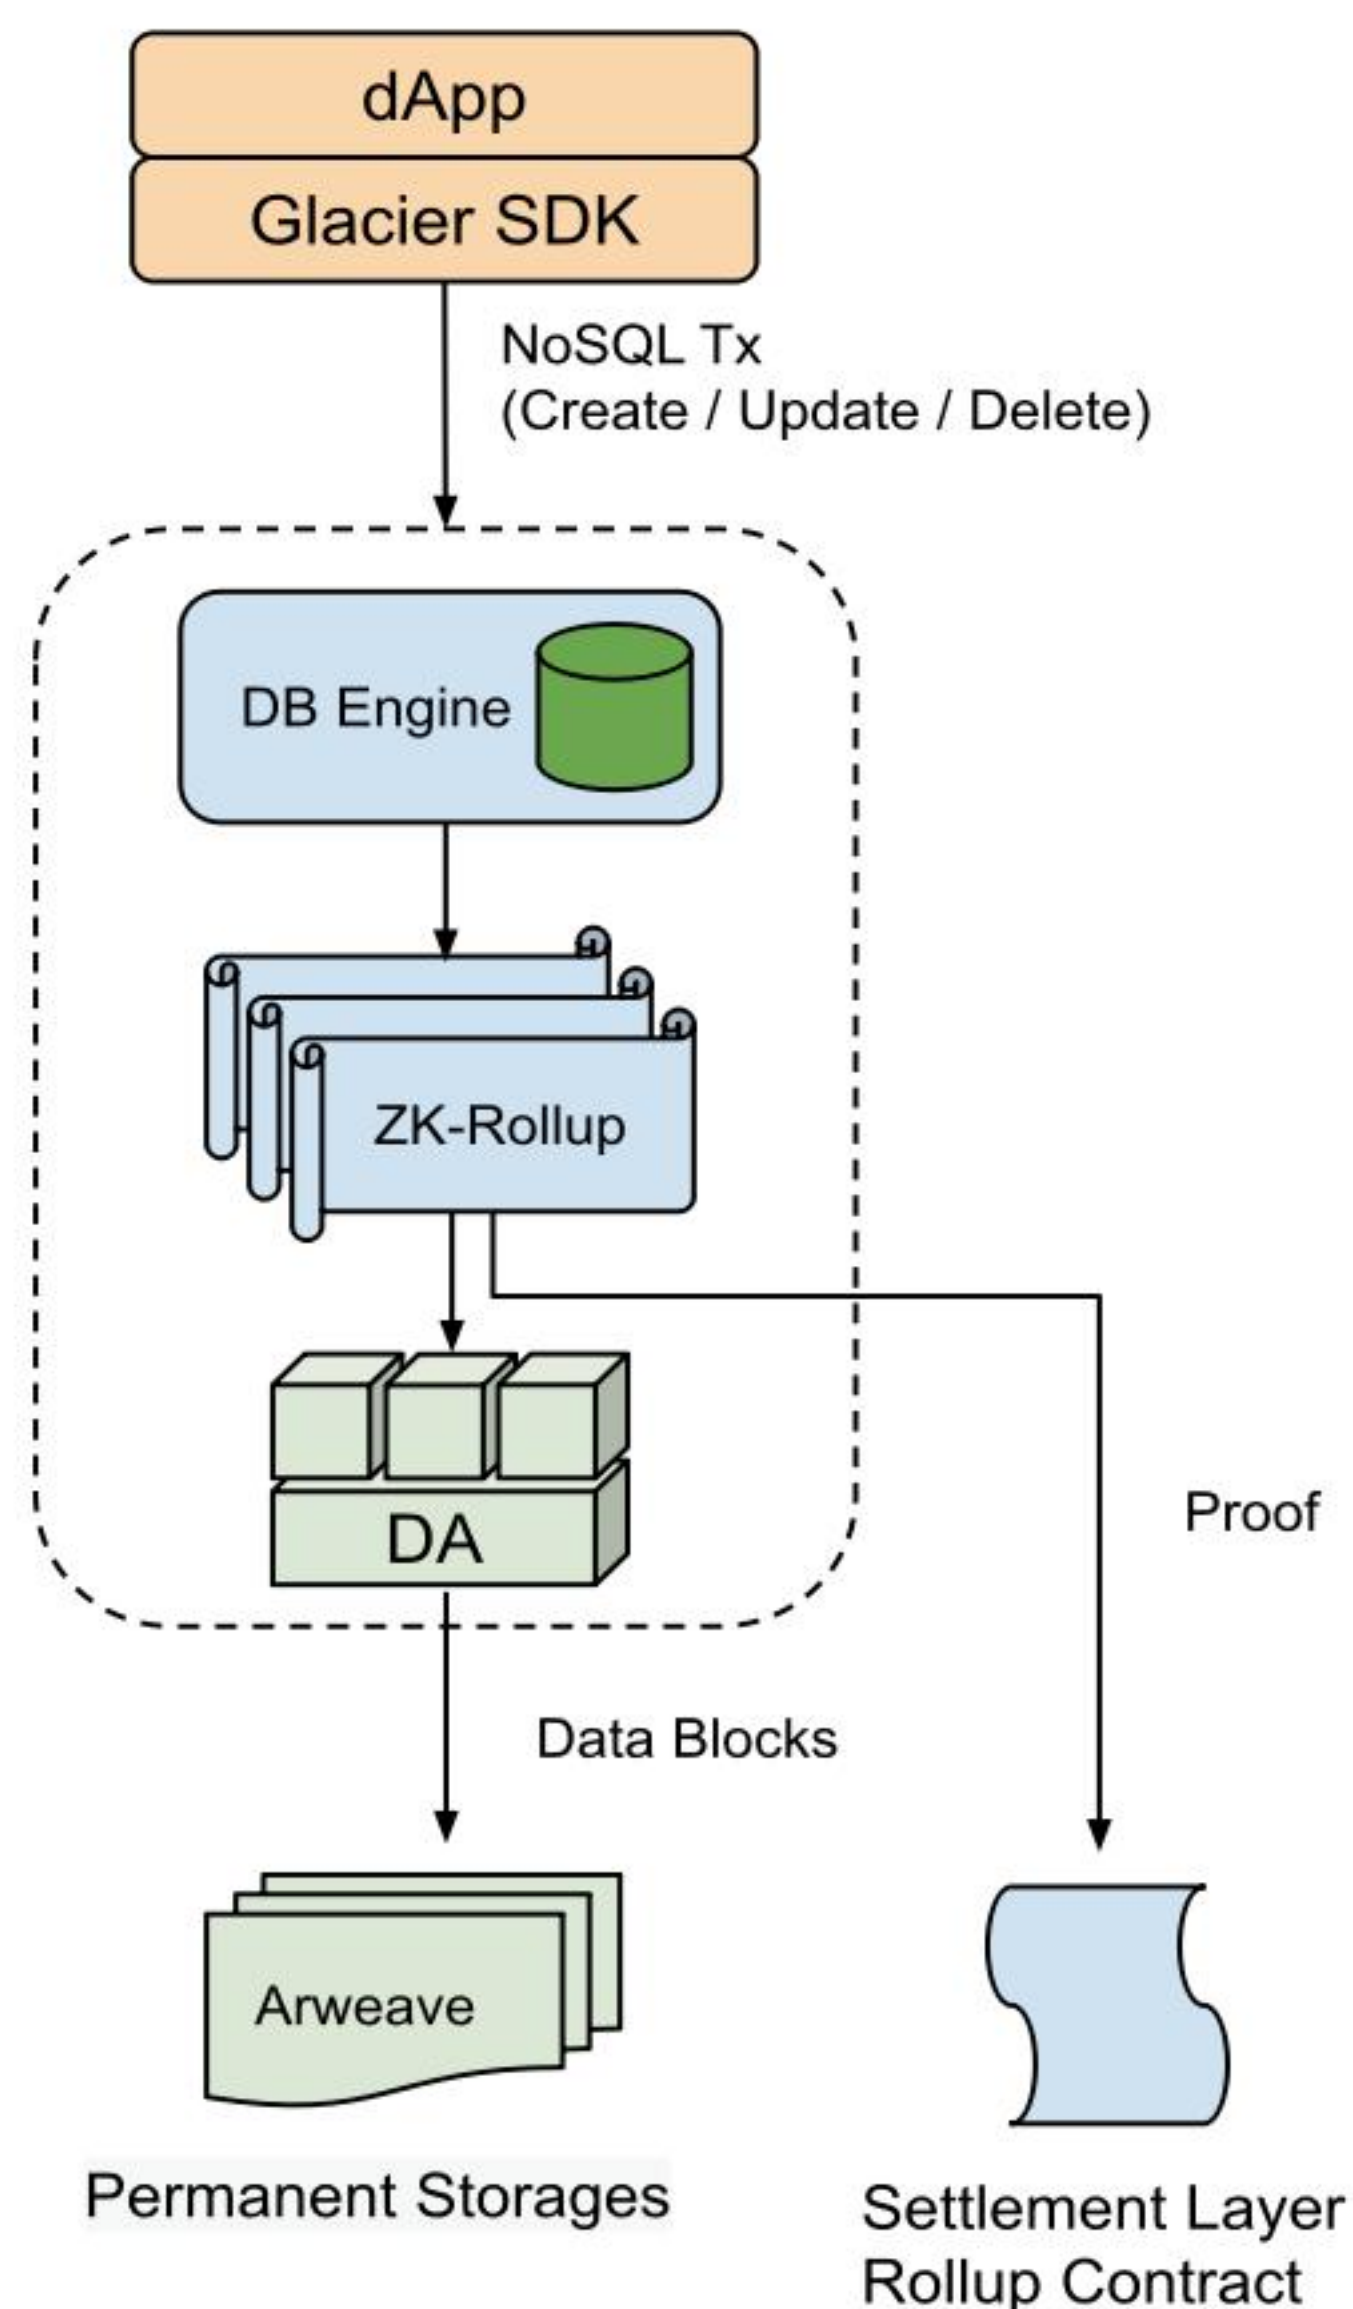 dApp
Glacier SDK
NoSQL Tx
(Create / Update / Delete)
DB Engine
ZK-Rollup
DA
Proof
Data Blocks
Arweave
Permanent Storages
Settlement Layer
Rollup Contract